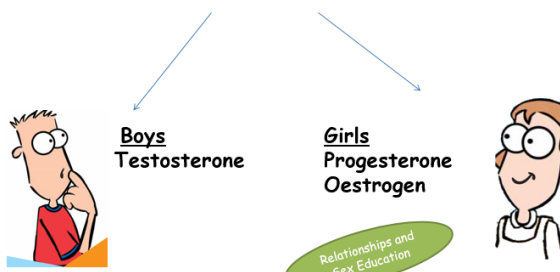 Boys
Testosterone
Girls
Progesterone
Oestrogen
Relationships and
Sex Education